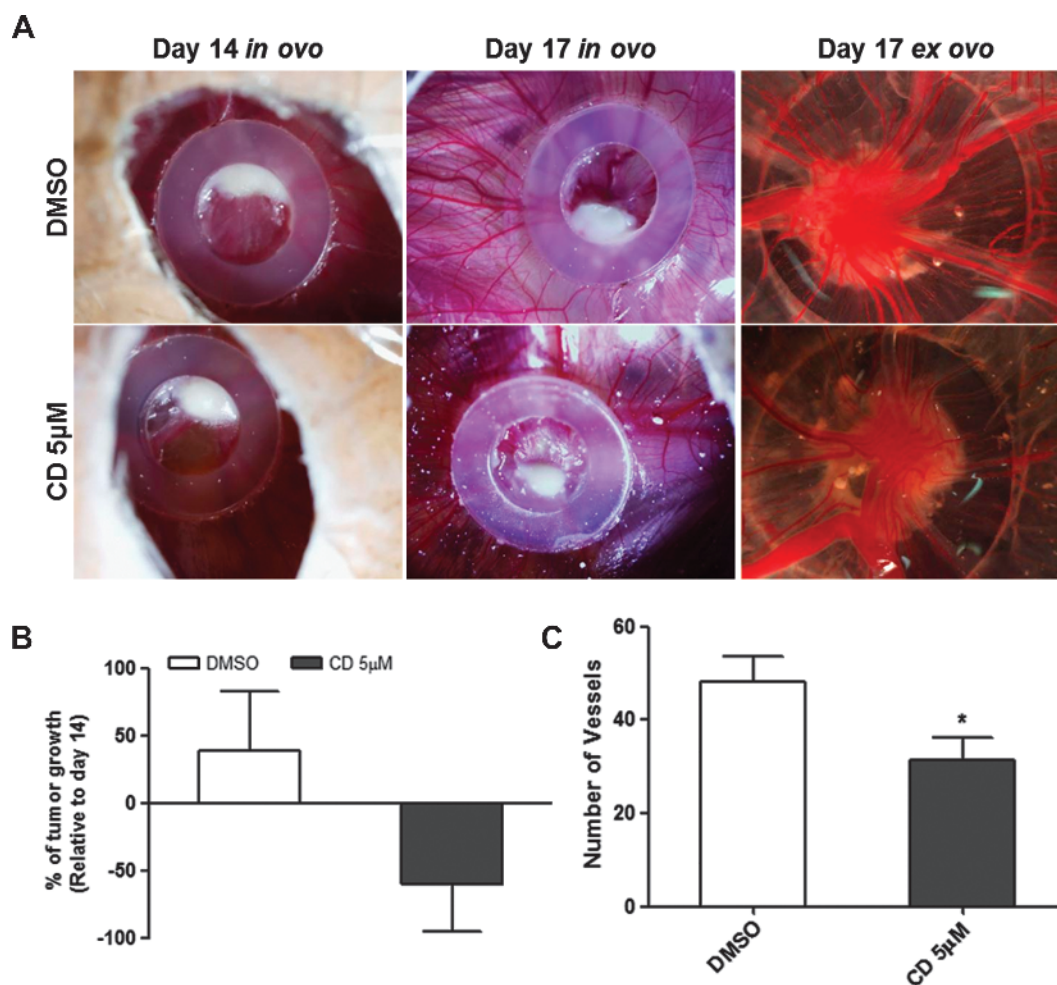 A
Day 14 in ovo
Day 17 in ovo
Day 17 ex ovo
DMSO
CD 5μM
B
DMSO
CD 5μM
% of tumor growth
(Relative to day 14)
100
50
0
-50
-100
C
*
Number of Vessels
60
40
20
0
DMSO
CD 5μM